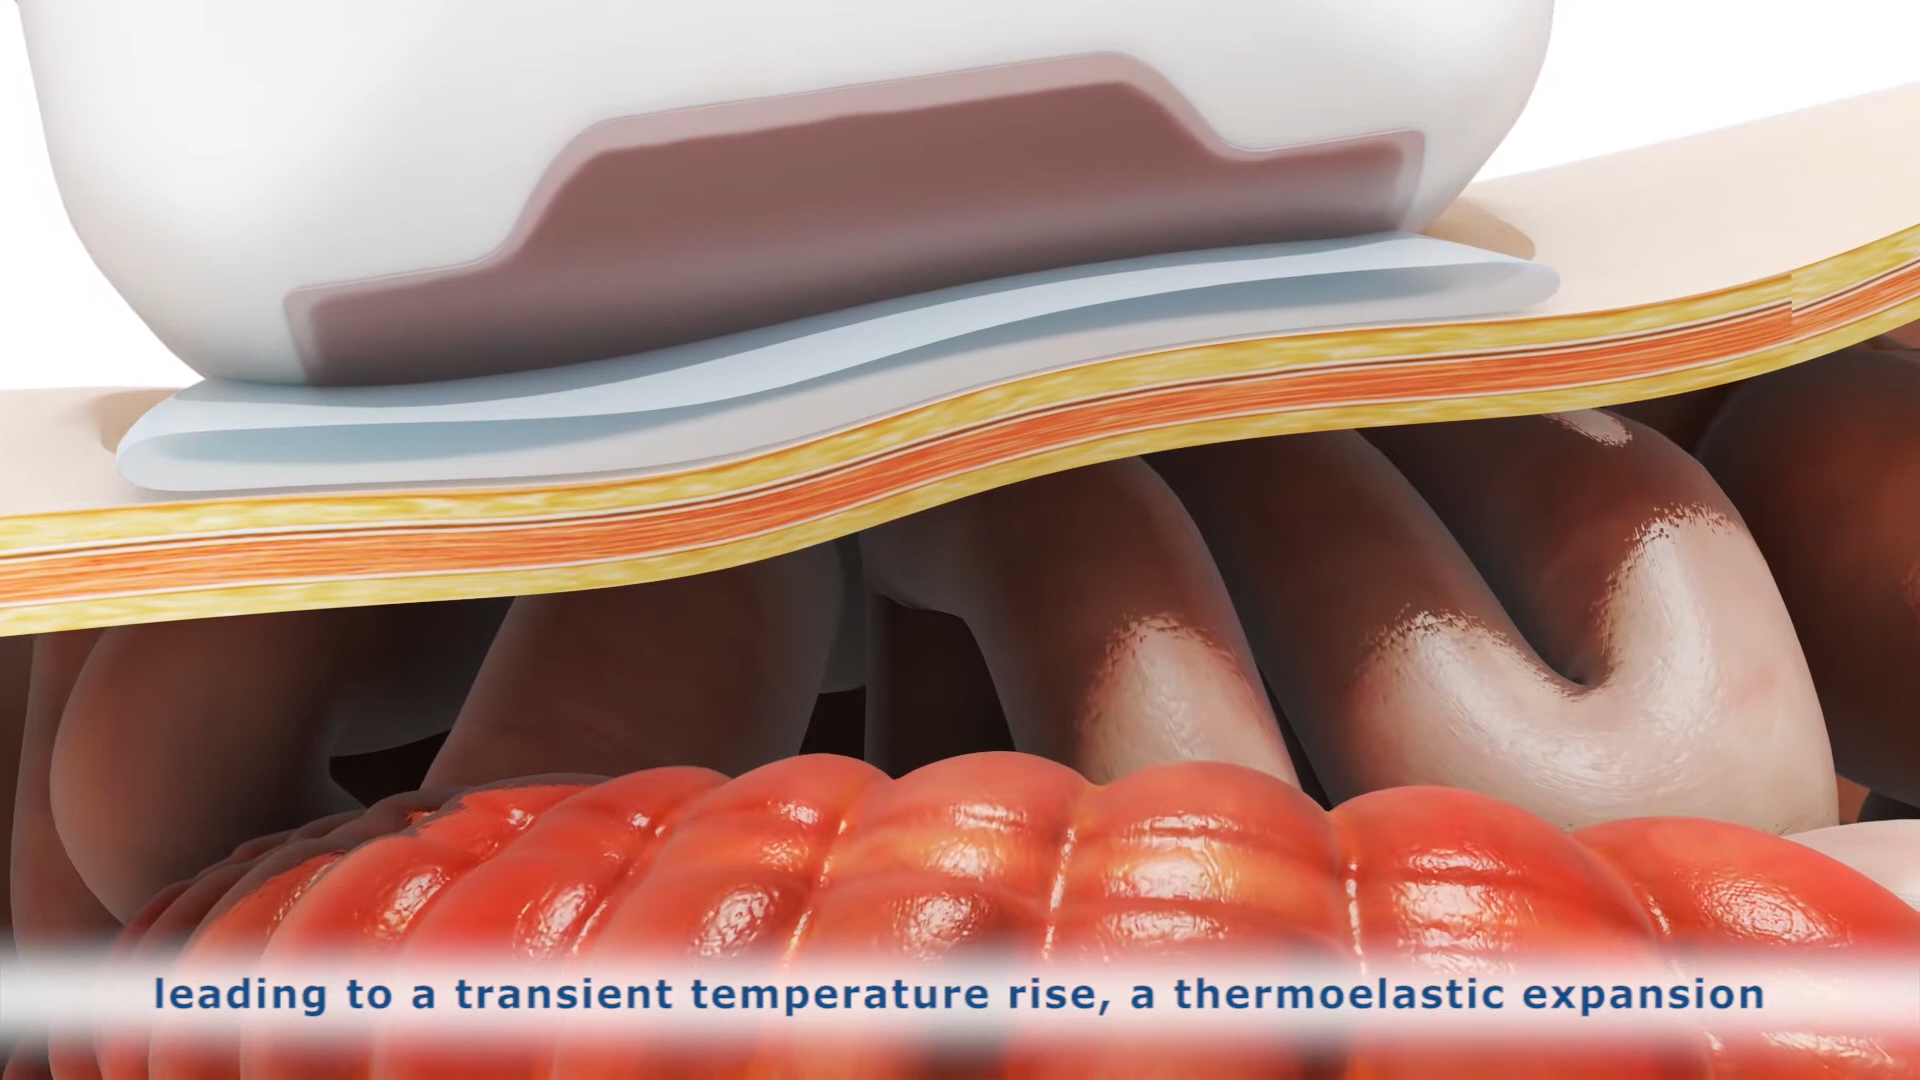 leading to a transient temperature rise, a thermoelastic expansion